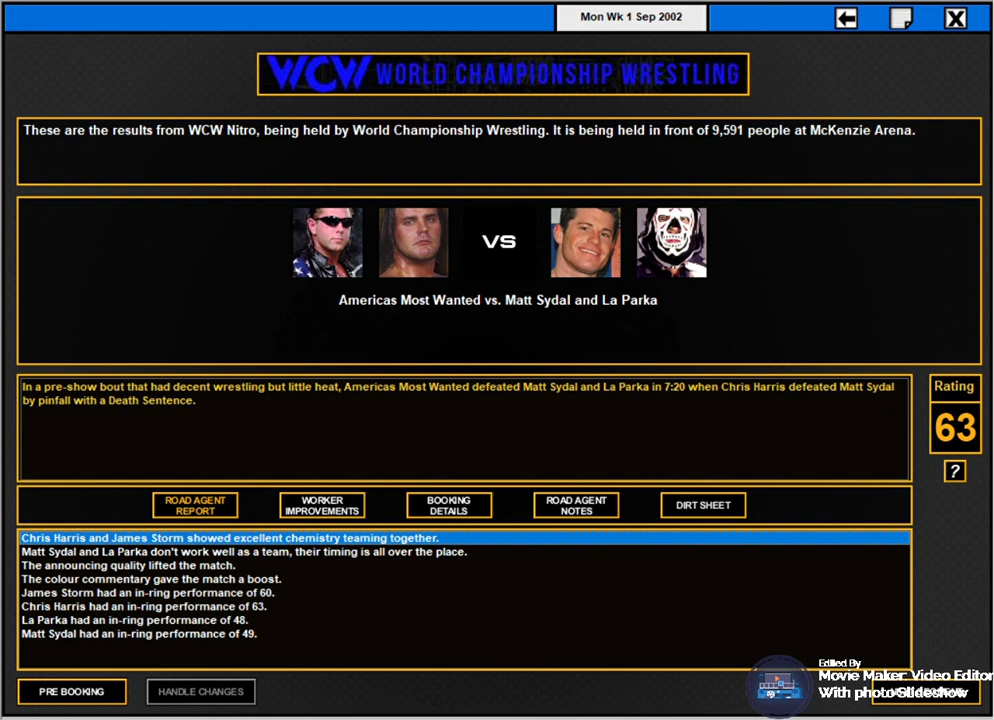 Mon Wk 1 Sep 2002
WCW WORLD CHAMPIONSHIP WRESTLING
These are the results from WCW Nitro, being held by World Championship Wrestling. It is being held in front of 9,591 people at McKenzie Arena.
VS
Americas Most Wanted vs. Matt Sydal and La Parka
In a pre-show bout that had decent wrestling but little heat, Americas Most Wanted defeated Matt Sydal and La Parka in 7:20 when Chris Harris defeated Matt Sydal
by pinfall with a Death Sentence.
Rating
63
?
ROAD AGENT
REPORT
WORKER
IMPROVEMENTS
BOOKING
DETAILS
ROAD AGENT
NOTES
DIRT SHEET
Chris Harris and James Storm showed excellent chemistry teaming together.
Matt Sydal and La Parka don't work well as a team, their timing is all over the place.
The announcing quality lifted the match.
The colour commentary gave the match a boost.
James Storm had an in-ring performance of 60.
Chris Harris had an in-ring performance of 63.
La Parka had an in-ring performance of 48.
Matt Sydal had an in-ring performance of 49.
PRE BOOKING
HANDLE CHANGES
Edited By
Movie Maker: Video Editor
With photo Slideshow